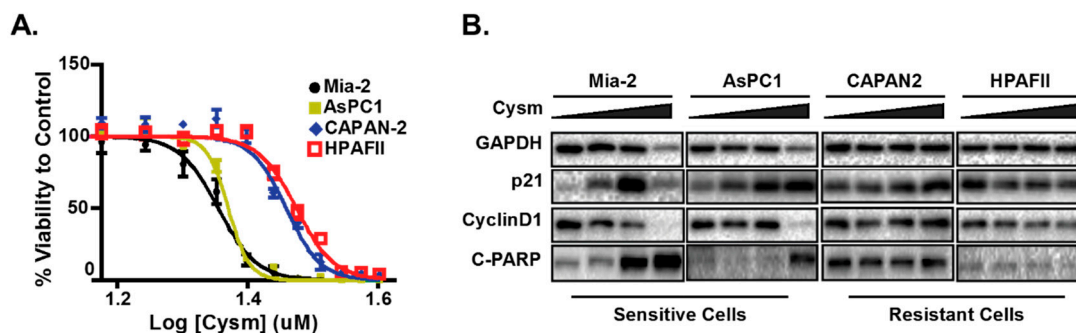 A.
% Viability to Control
150
100
50
0
1.2
1.4
1.6
Log [Cysm] (uM)
Mia-2
AsPC1
CAPAN-2
HPAFII
B.
Mia-2 AsPC1 CAPAN2 HPAFII
Cysm
GAPDH
p21
CyclinD1
C-PARP
Sensitive Cells Resistant Cells